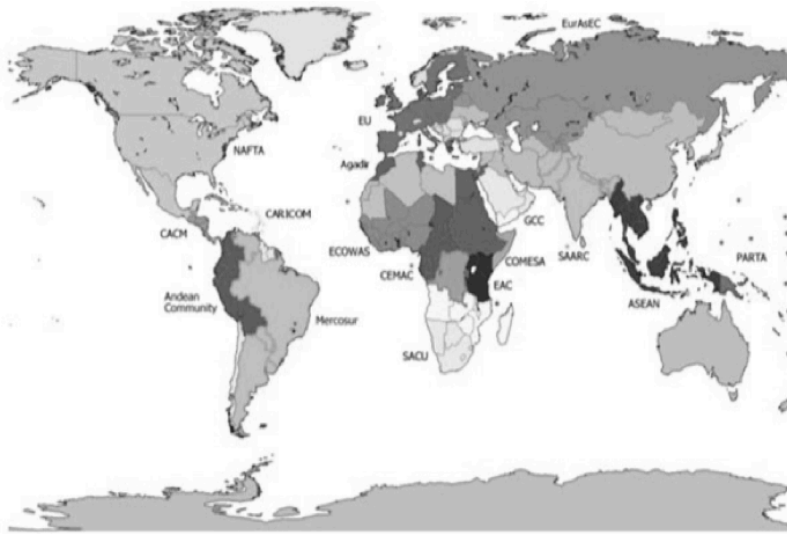 EurAsEC
EU
NAFTA
Agadir
CARICOM
GCC
CACM
ECOWAS
COMESA
SAARC
PARTA
CEMAC
EAC
Andean
Community
ASEAN
Mercosur
SACU